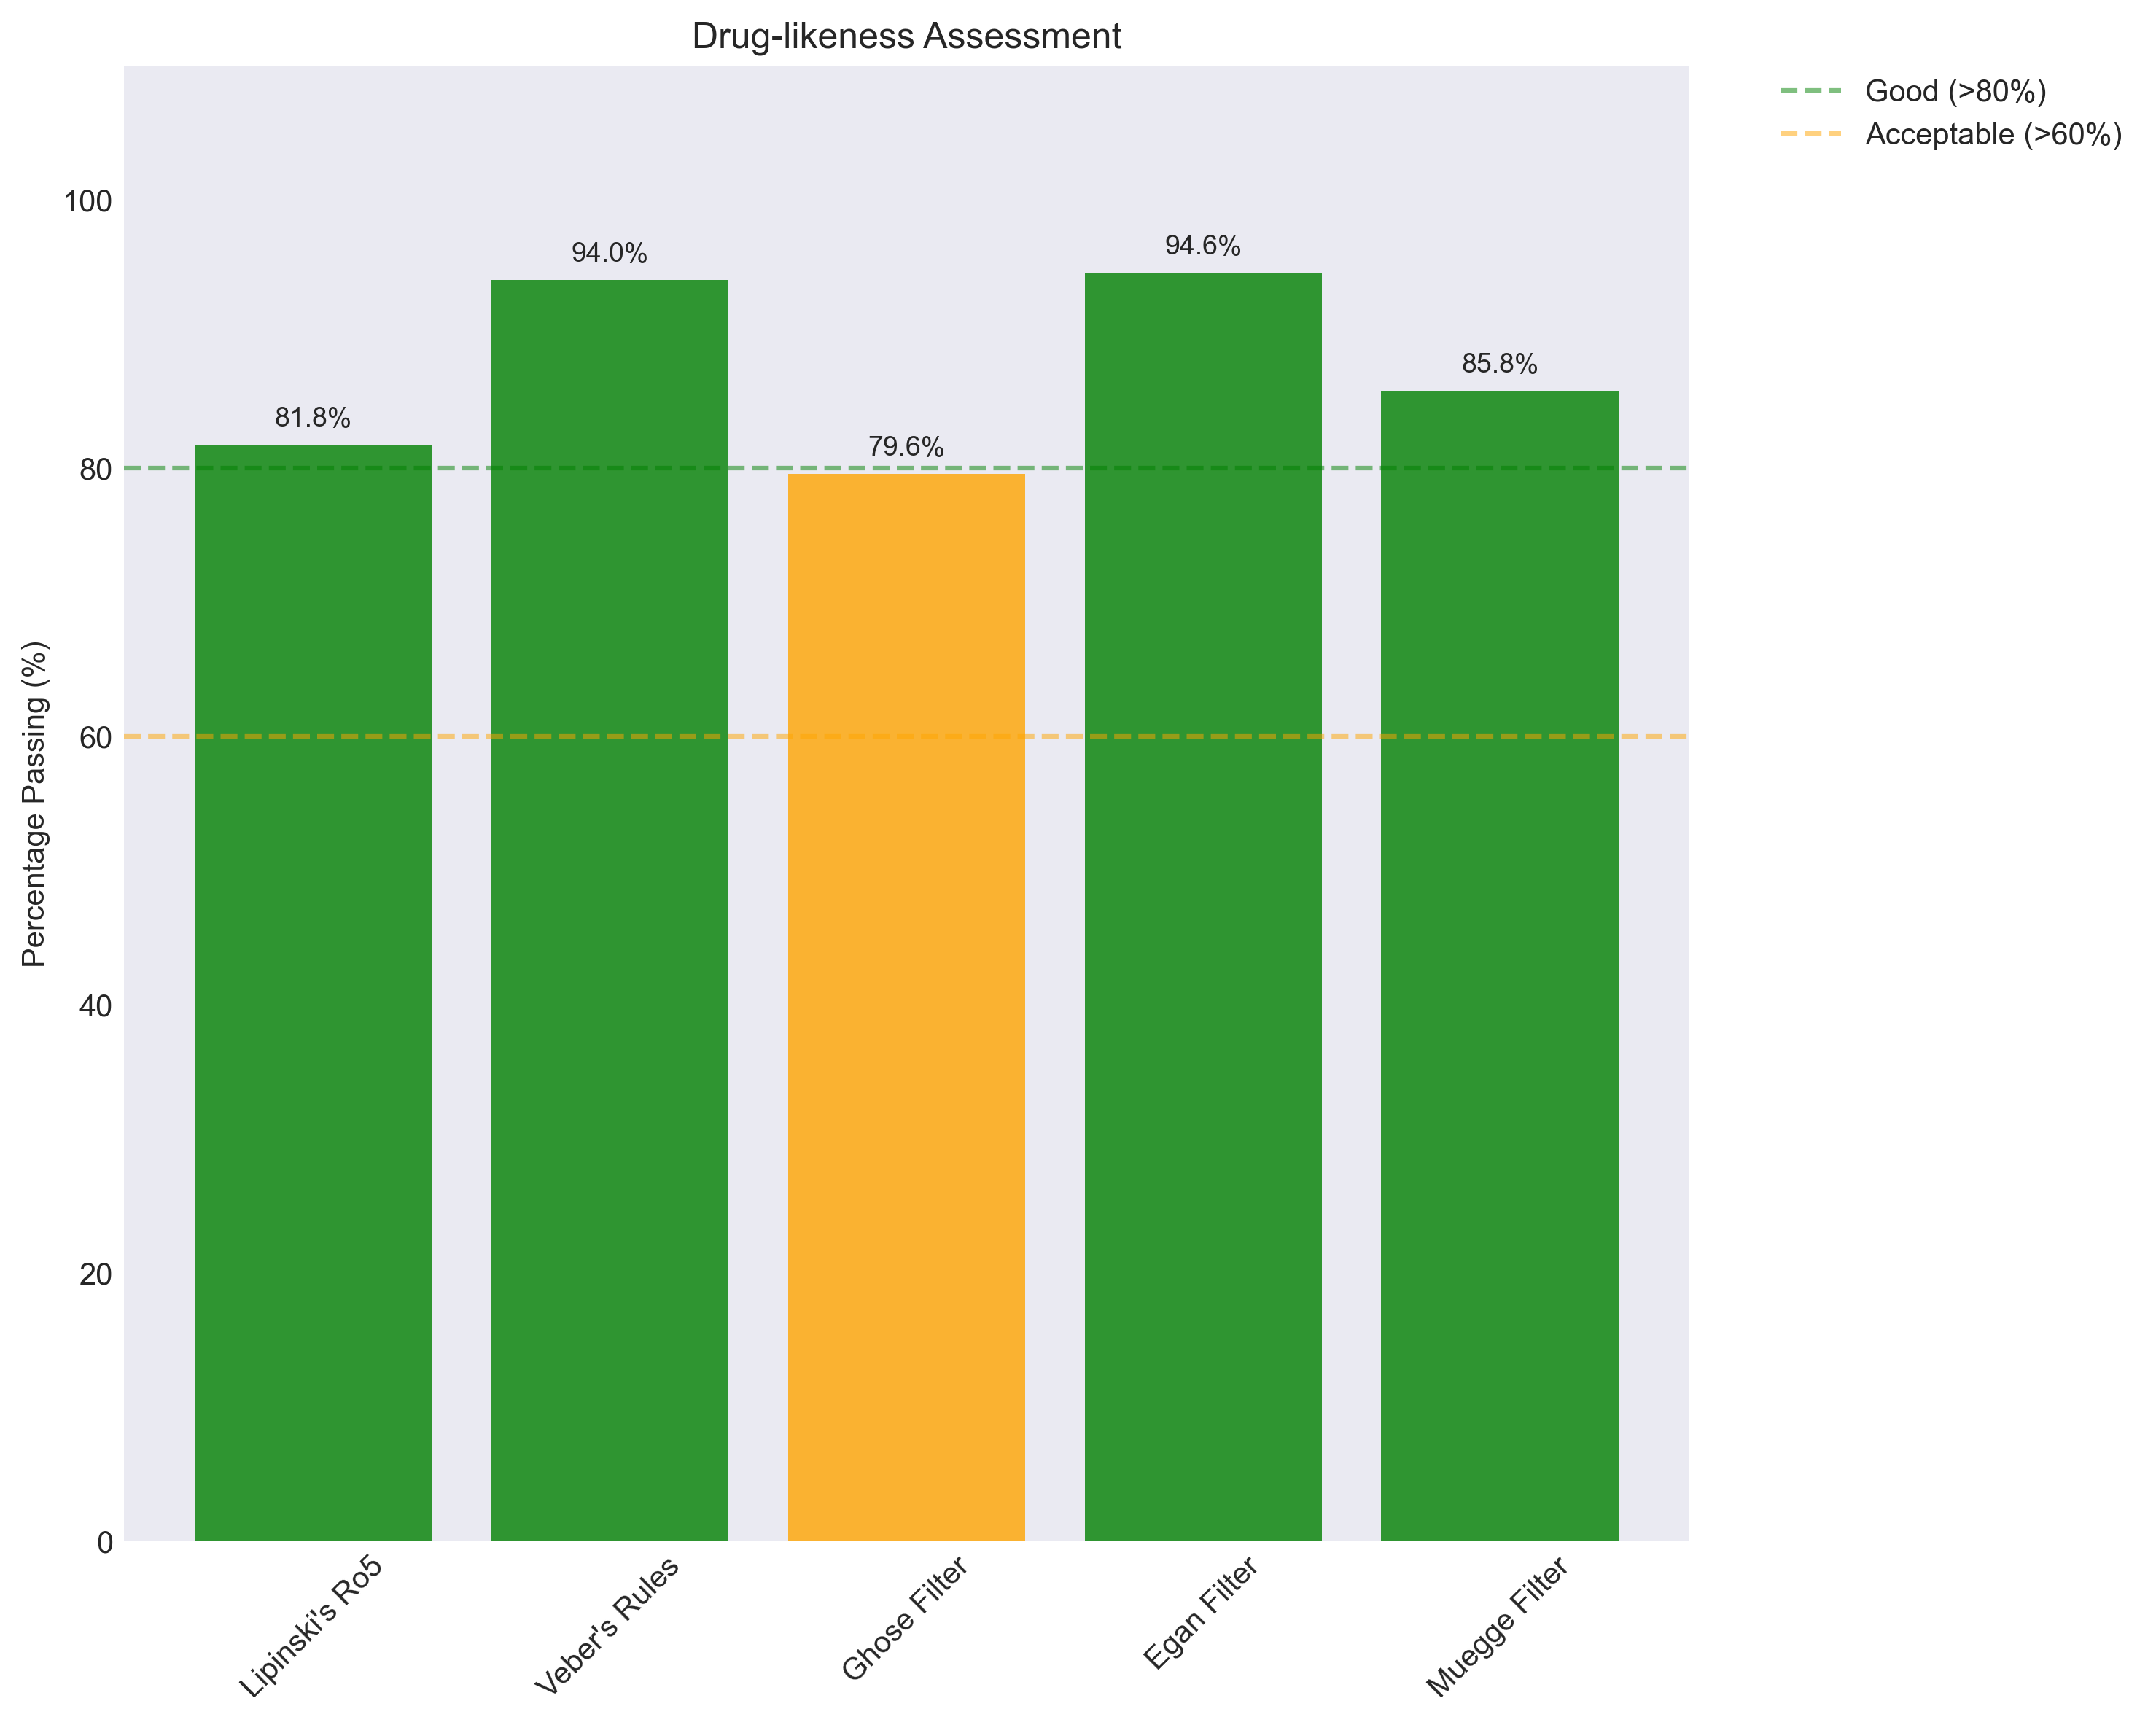 Drug-likeness Assessment
Good (>80%)
Acceptable (>60%)
Percentage Passing (%)
100
80
60
40
20
0
81.8%
94.0%
79.6%
94.6%
85.8%
Lipinski's Ro5
Veber's Rules
Ghose Filter
Egan Filter
Muegge Filter